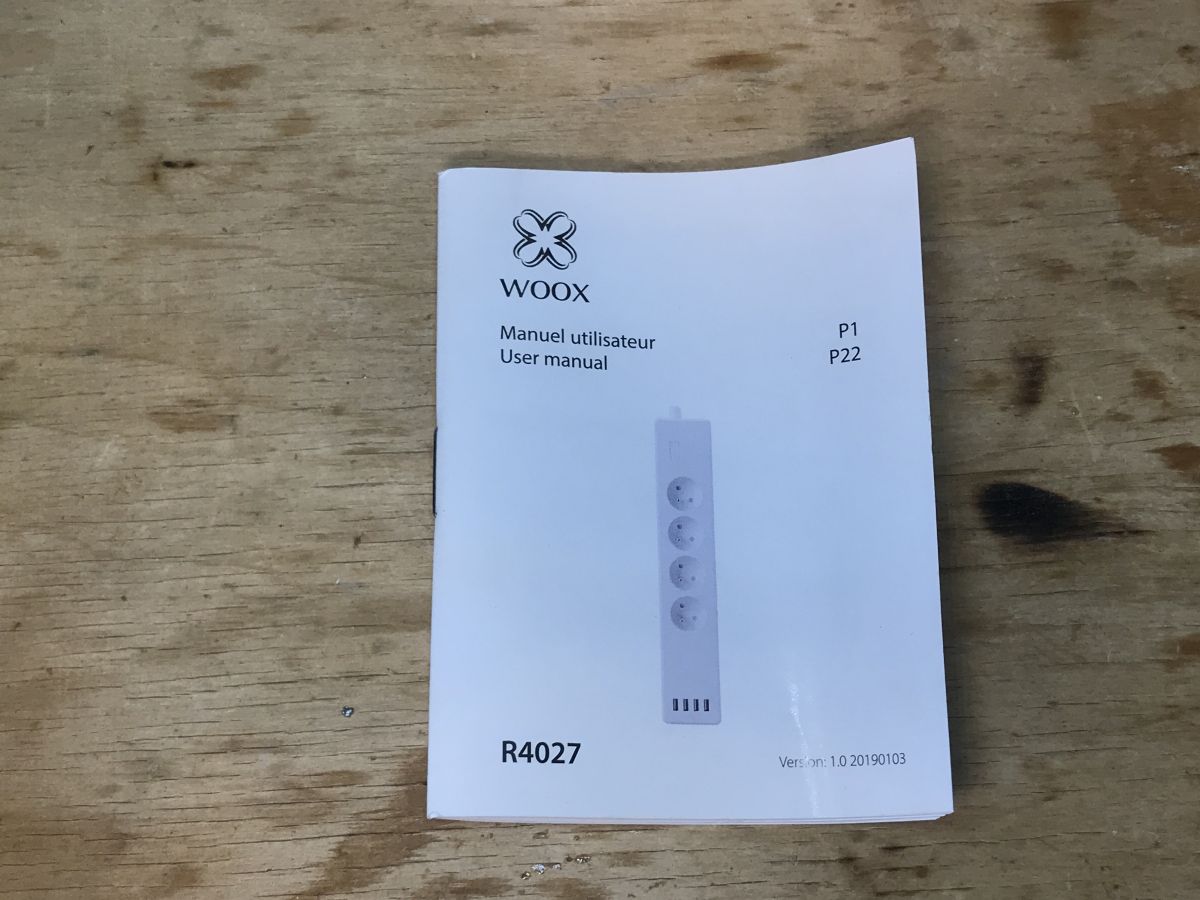 WOOX
Manuel utilisateur P1
User manual P22
R4027
Version: 1.0 20190103